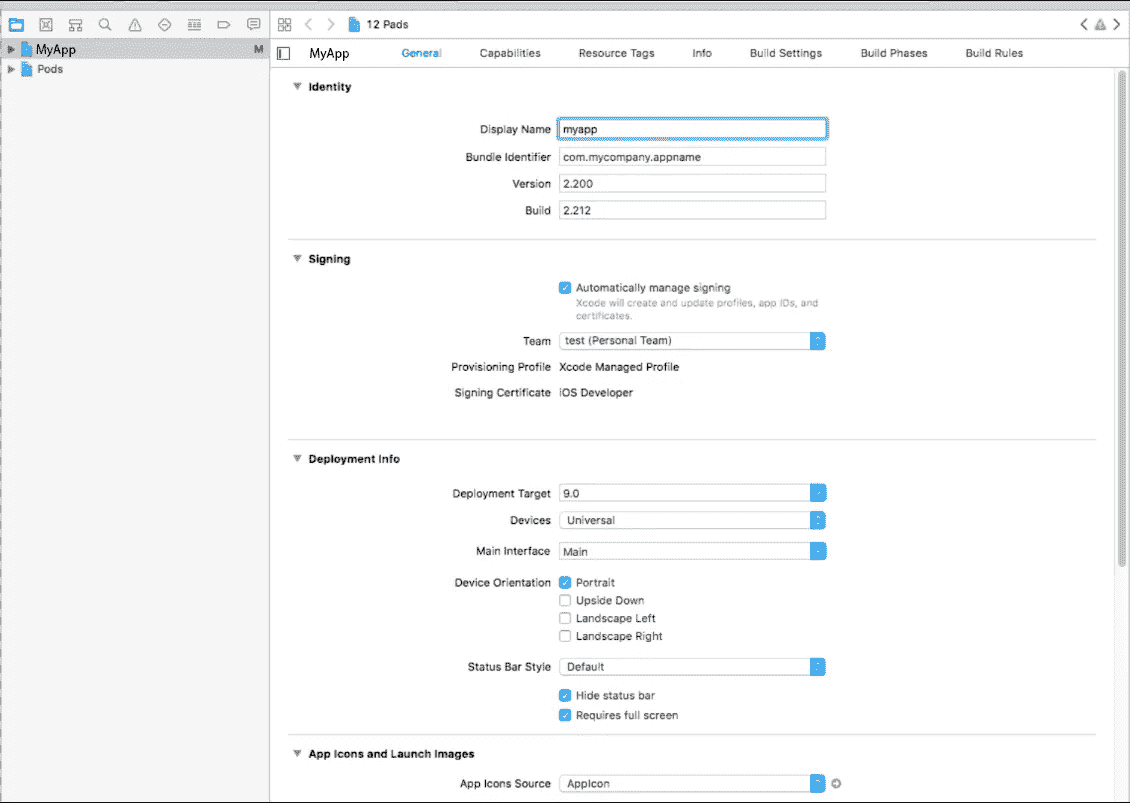 12 Pads
MyApp M
Pods
MyApp General Capabilities Resource Tags Info Build Settings Build Phases Build Rules
Identity
Display Name myapp
Bundle Identifier com.mycompany.appname
Version 2.200
Build 2.212
Signing
Automatically manage signing
Xcode will create and update profiles, app IDs, and
certificates.
Team test (Personal Team)
Provisioning Profile Xcode Managed Profile
Signing Certificate iOS Developer
Deployment Info
Deployment Target 9.0
Devices Universal
Main Interface Main
Device Orientation Portrait
Upside Down
Landscape Left
Landscape Right
Status Bar Style Default
Hide status bar
Requires full screen
App Icons and Launch Images
App Icons Source AppIcon